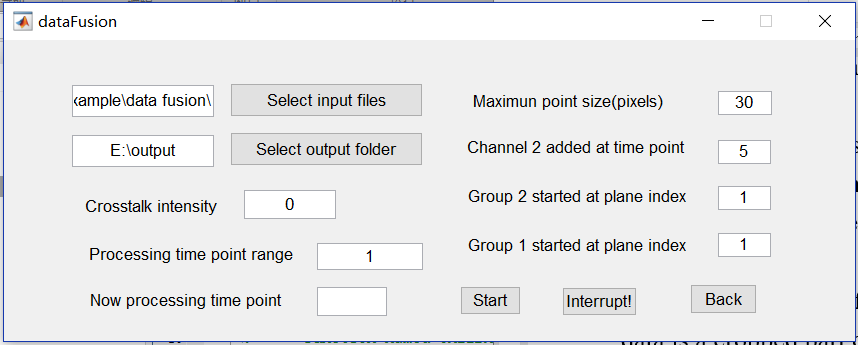 dataFusion
xample\data fusion\
Select input files
Maximun point size(pixels)
30
E:\output
Select output folder
Channel 2 added at time point
5
Crosstalk intensity
0
Group 2 started at plane index
1
Processing time point range
1
Group 1 started at plane index
1
Now processing time point
Start
Interrupt!
Back